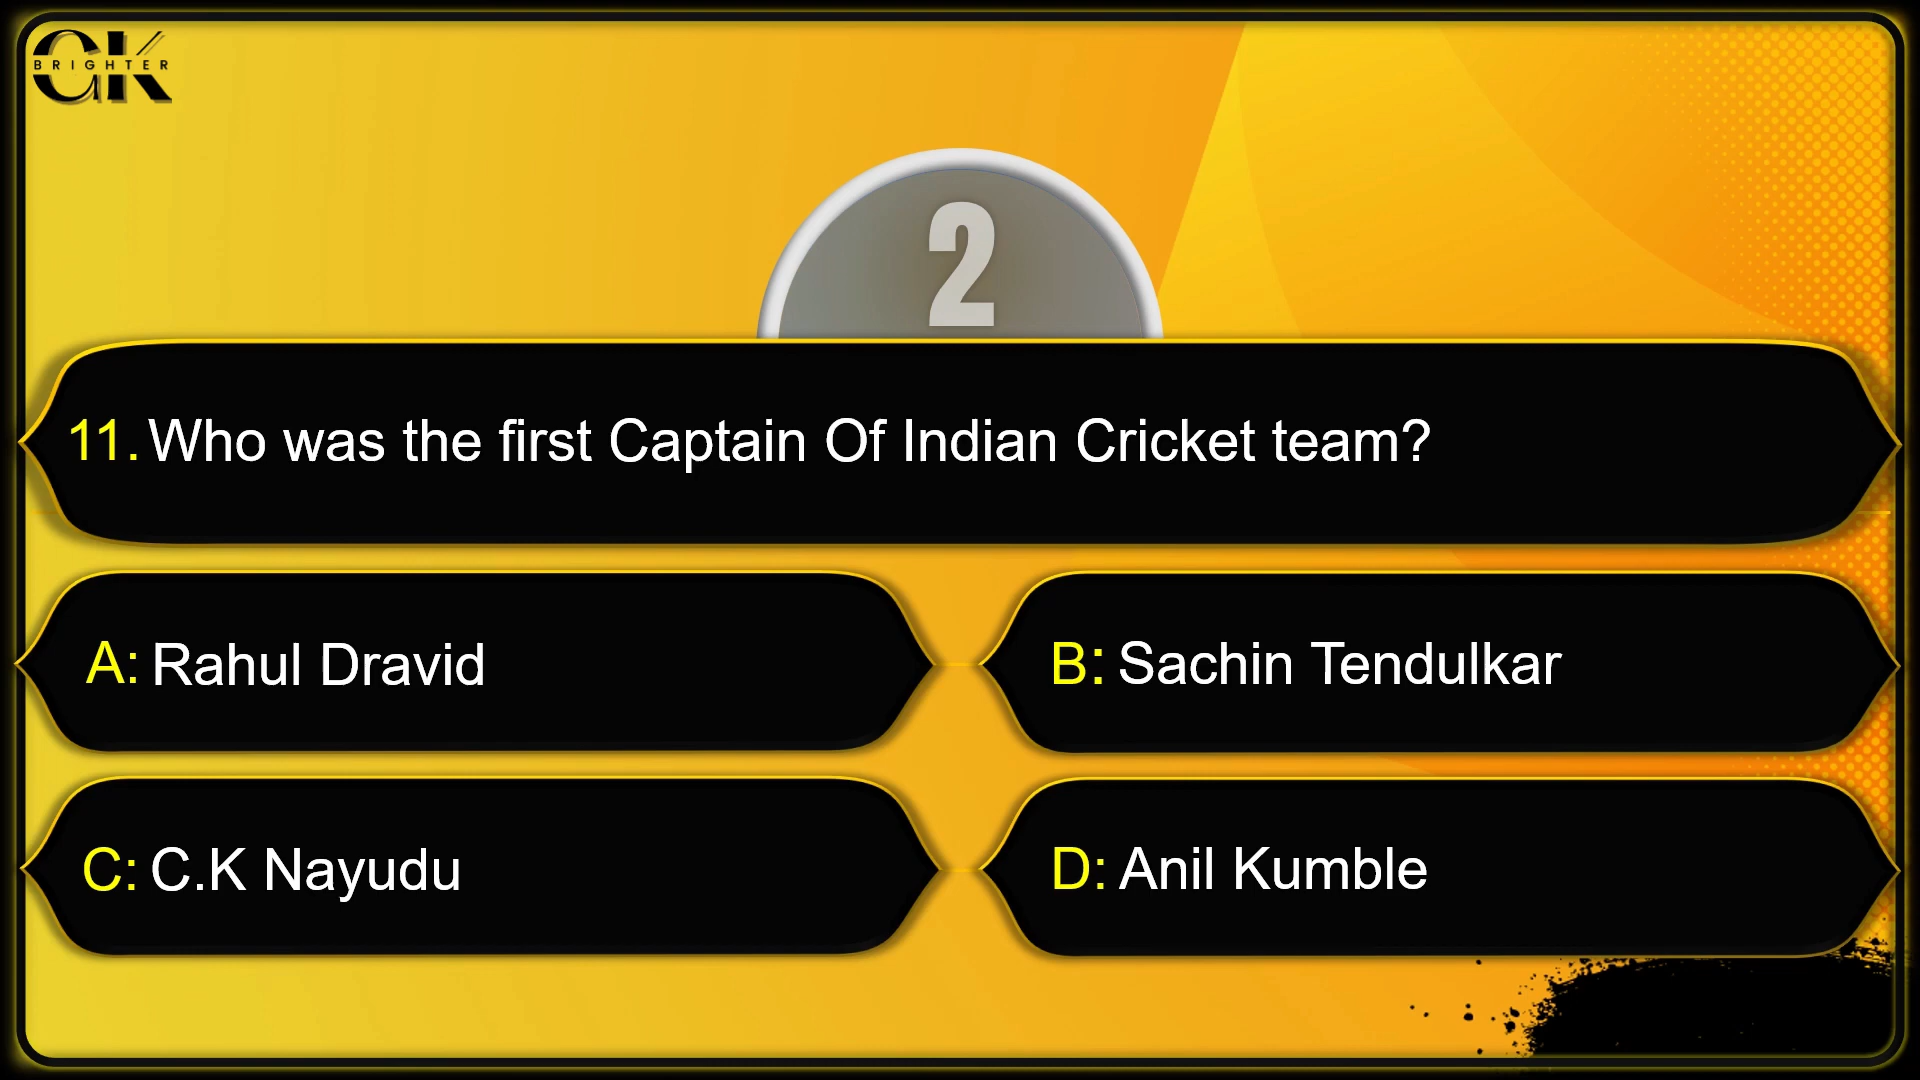 GK
BRIGHTER
2
11. Who was the first Captain Of Indian Cricket team?
A: Rahul Dravid
B: Sachin Tendulkar
C: C.K Nayudu
D: Anil Kumble